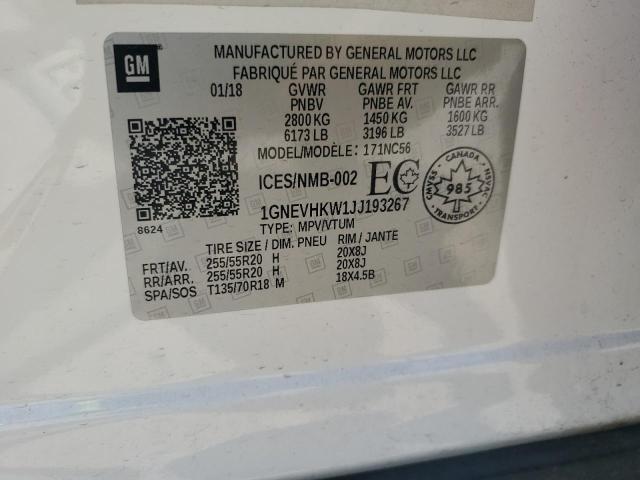 GM
MANUFACTURED BY GENERAL MOTORS LLC
FABRIQUÉ PAR GENERAL MOTORS LLC
01/18 GVWR GAWR FRT GAWR RR
PNBV PNBE AV. PNBE ARR.
2800 KG 1450 KG 1600 KG
6173 LB 3196 LB 3527 LB
MODEL/MODÈLE: 171NC56
ICES/NMB-002 EC
CANADA
CMVSS 985 NSVAC
TRANSPORT
8624
1GNEVHKW1JJ193267
TYPE: MPV/VTUM
TIRE SIZE / DIM. PNEU RIM / JANTE
FRT/AV. 255/55R20 H 20X8J
RR/ARR. 255/55R20 H 20X8J
SPA/SOS T135/70R18 M 18X4.5B